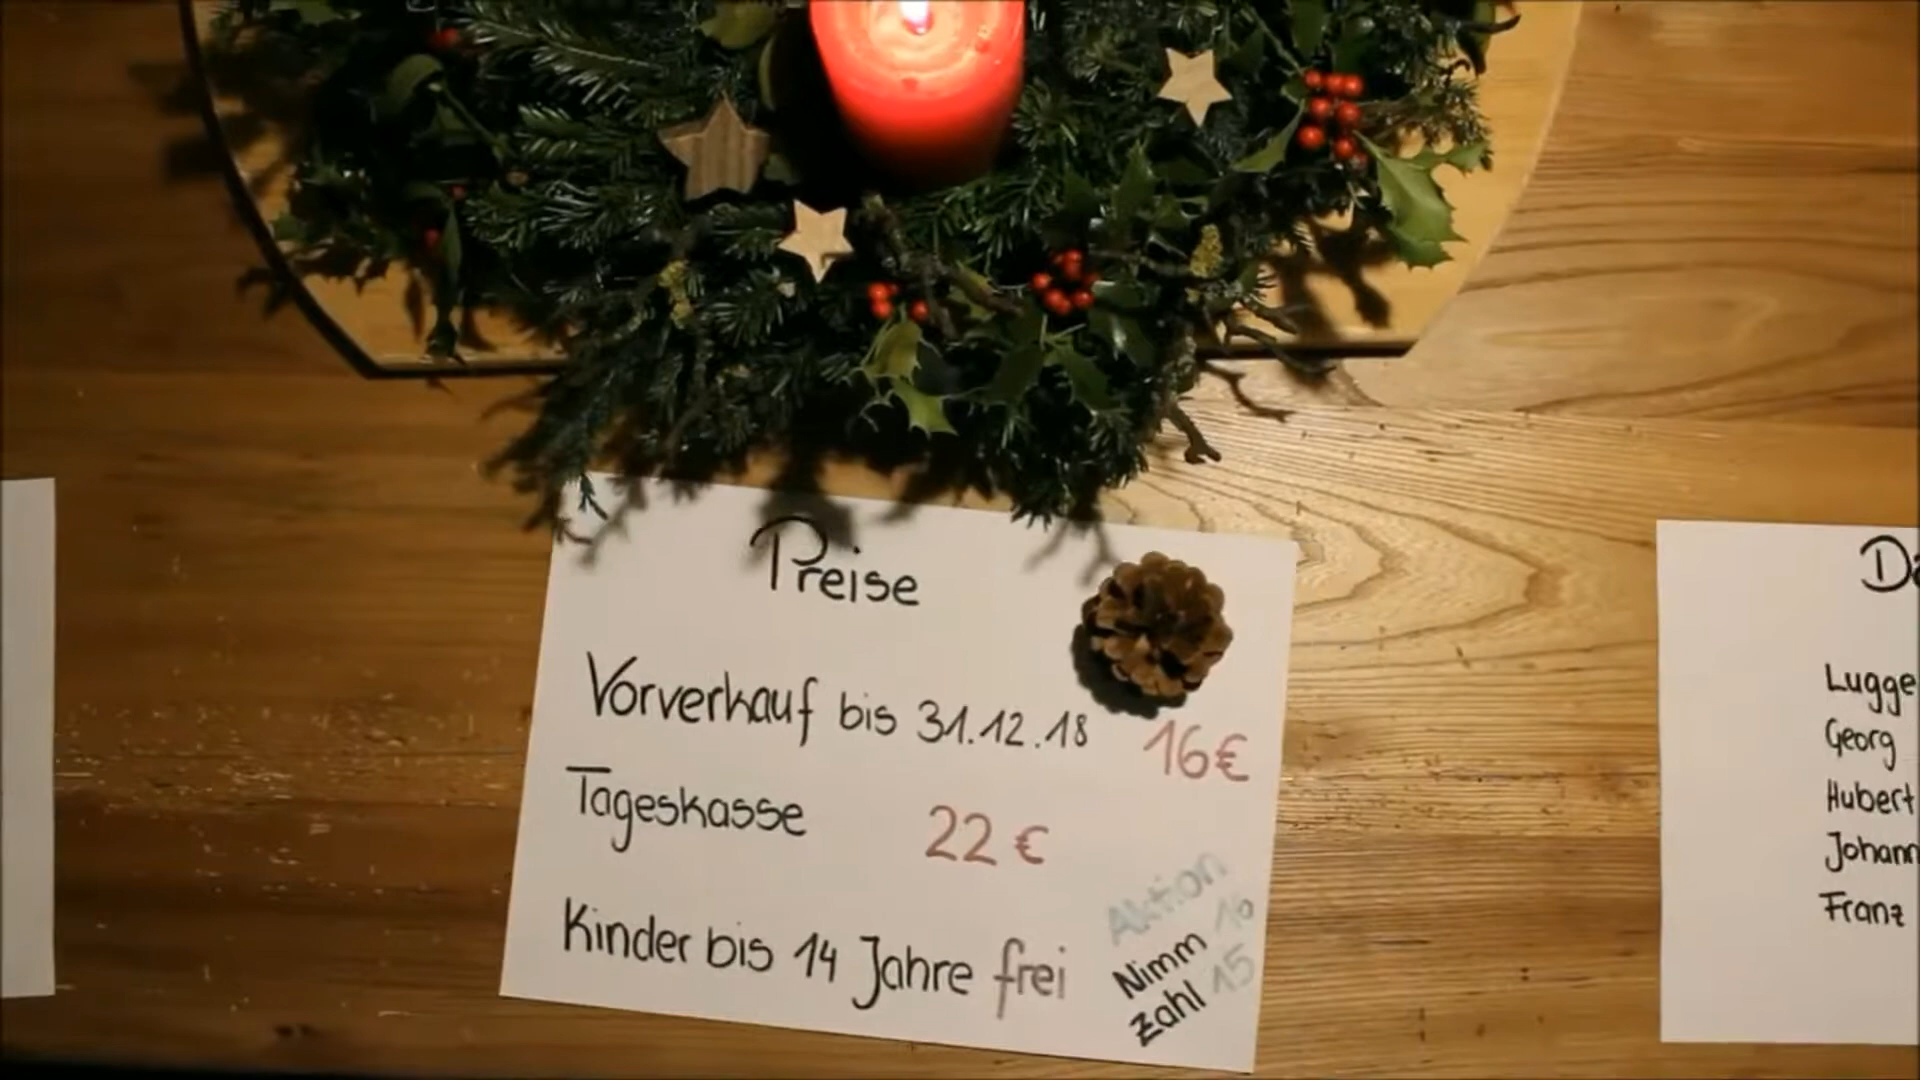 Preise
Vorverkauf bis 31.12.18 16€
Tageskasse 22 €
Kinder bis 14 Jahre frei
Aktion
Nimm 16
zahl 15
Lugge
Georg
Hubert
Johann
Franz